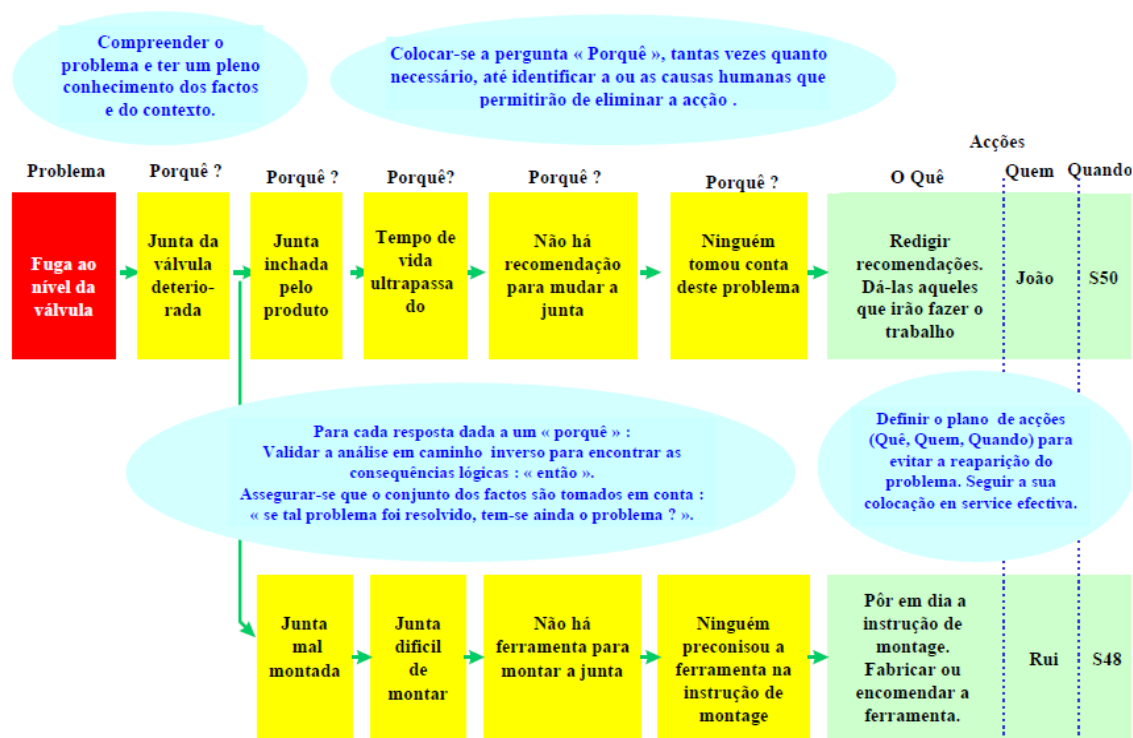 Compreender o
problema e ter um pleno
conhecimento dos factos
e do contexto.
Colocar-se a pergunta « Porquê », tantas vezes quanto
necessário, até identificar a ou as causas humanas que
permitirão de eliminar a acção .
Acções
Problema
Porquê ?
Porquê ?
Porquê?
Porquê ?
Porquê ?
O Quê
Quem
Quando
Fuga ao
nível da
válvula
Junta da
válvula
deterio-
rada
Junta
inchada
pelo
produto
Tempo de
vida
ultrapassa
do
Não há
recomendação
para mudar a
junta
Ninguém
tomou conta
deste problema
Redigir
recomendações.
Dá-las aqueles
que irão fazer o
trabalho
João
S50
Para cada resposta dada a um « porquê » :
Validar a análise em caminho inverso para encontrar as
consequências lógicas : « então ».
Assegurar-se que o conjunto dos factos são tomados em conta :
« se tal problema foi resolvido, tem-se ainda o problema ? ».
Definir o plano de acções
(Quê, Quem, Quando) para
evitar a reaparição do
problema. Seguir a sua
colocação en service efectiva.
Junta
mal
montada
Junta
dificil
de
montar
Não há
ferramenta para
montar a junta
Ninguém
preconisou a
ferramenta na
instrução de
montage
Pôr em dia a
instrução de
montage.
Fabricar ou
encomendar a
ferramenta.
Rui
S48